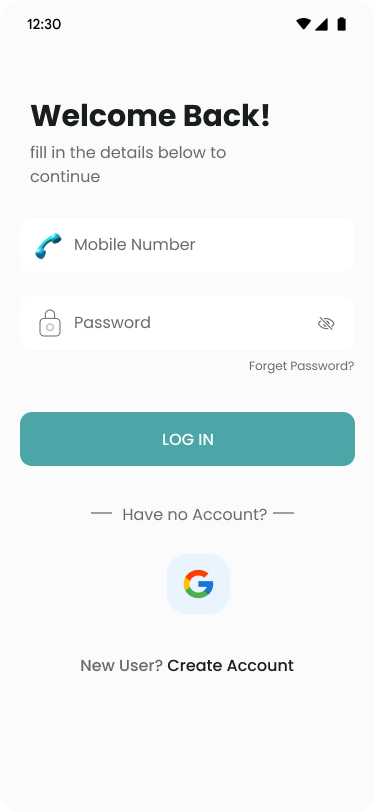 12:30
Welcome Back!
fill in the details below to
continue
Mobile Number
Password
Forget Password?
LOG IN
Have no Account?
New User? Create Account